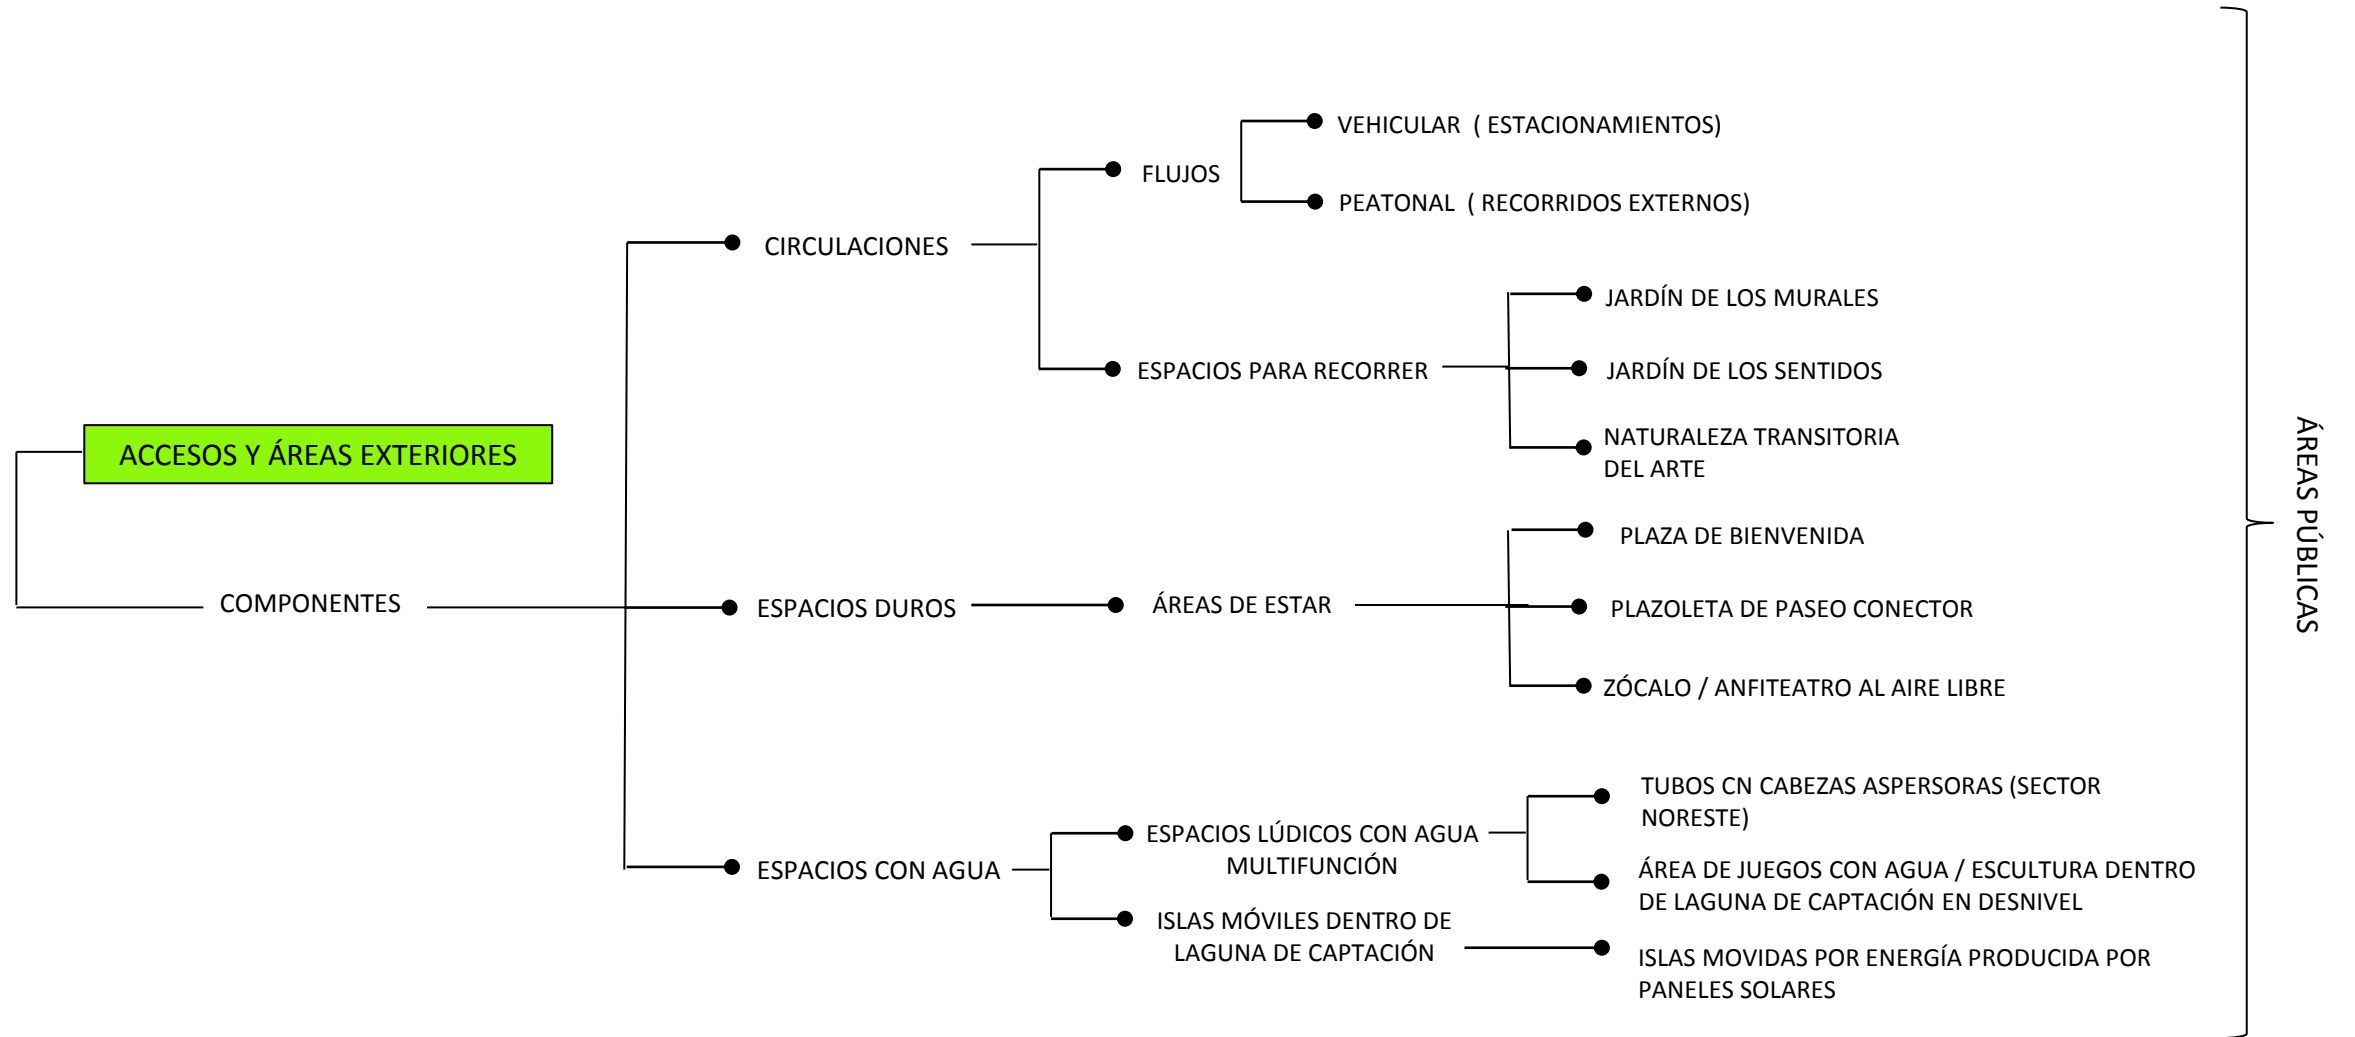 VEHICULAR ( ESTACIONAMIENTOS)
FLUJOS
PEATONAL ( RECORRIDOS EXTERNOS)
CIRCULACIONES
JARDÍN DE LOS MURALES
ESPACIOS PARA RECORRER
JARDÍN DE LOS SENTIDOS
NATURALEZA TRANSITORIA
DEL ARTE
ACCESOS Y ÁREAS EXTERIORES
PLAZA DE BIENVENIDA
COMPONENTES
ESPACIOS DUROS
ÁREAS DE ESTAR
PLAZOLETA DE PASEO CONECTOR
ZÓCALO / ANFITEATRO AL AIRE LIBRE
TUBOS CN CABEZAS ASPERSORAS (SECTOR
NORESTE)
ESPACIOS LÚDICOS CON AGUA
MULTIFUNCIÓN
ESPACIOS CON AGUA
ÁREA DE JUEGOS CON AGUA / ESCULTURA DENTRO
DE LAGUNA DE CAPTACIÓN EN DESNIVEL
ISLAS MÓVILES DENTRO DE
LAGUNA DE CAPTACIÓN
ISLAS MOVIDAS POR ENERGÍA PRODUCIDA POR
PANELES SOLARES
ÁREAS PÚBLICAS